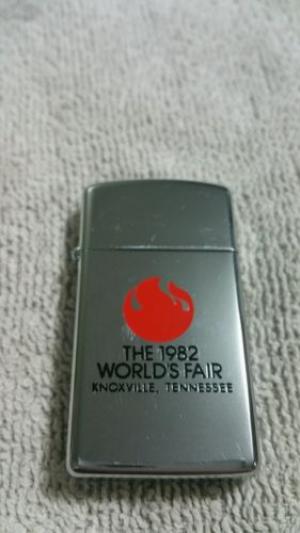 THE 1982
WORLD'S FAIR
KNOXVILLE, TENNESSEE